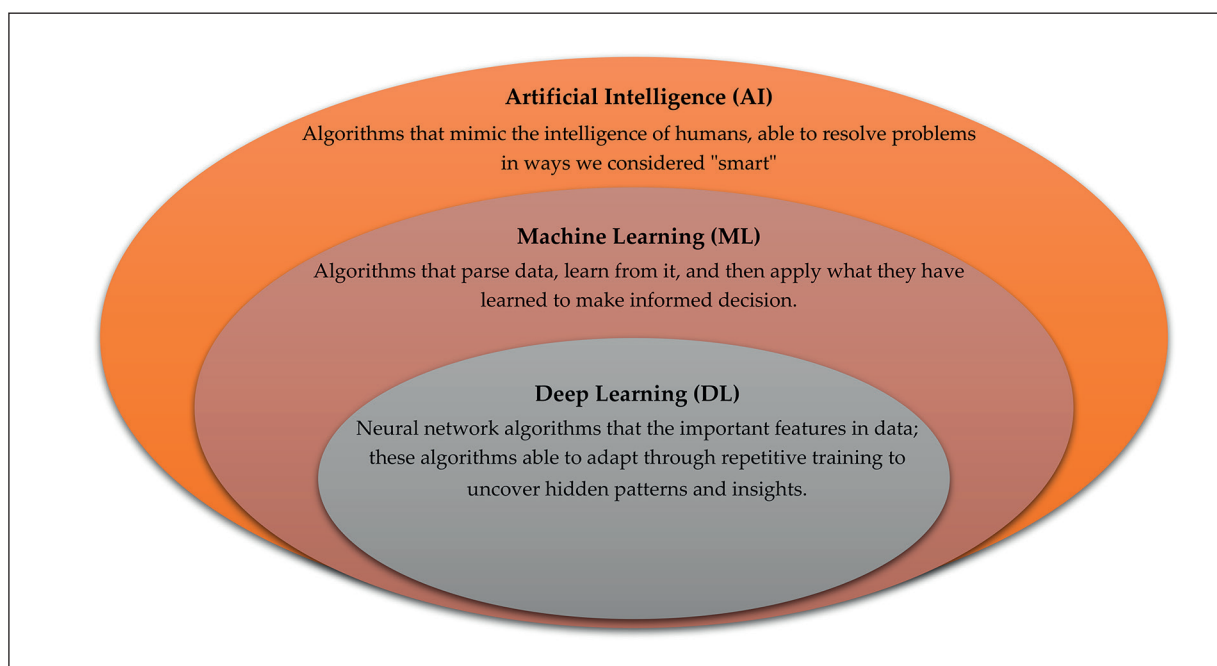 Artificial Intelligence (AI)
Algorithms that mimic the intelligence of humans, able to resolve problems
in ways we considered "smart"
Machine Learning (ML)
Algorithms that parse data, learn from it, and then apply what they have
learned to make informed decision.
Deep Learning (DL)
Neural network algorithms that the important features in data;
these algorithms able to adapt through repetitive training to
uncover hidden patterns and insights.